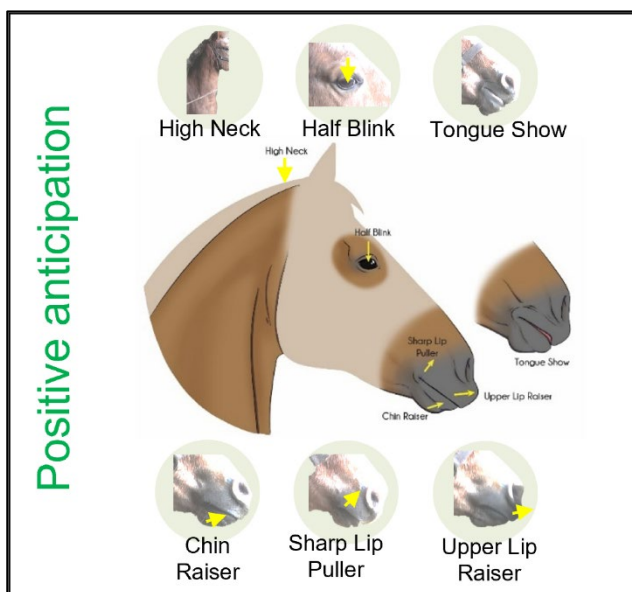 Positive anticipation
High Neck
Half Blink
Tongue Show
High Neck
Half Blink
Sharp Lip
Puller
Tongue Show
Upper Lip Raiser
Chin Raiser
Chin
Raiser
Sharp Lip
Puller
Upper Lip
Raiser